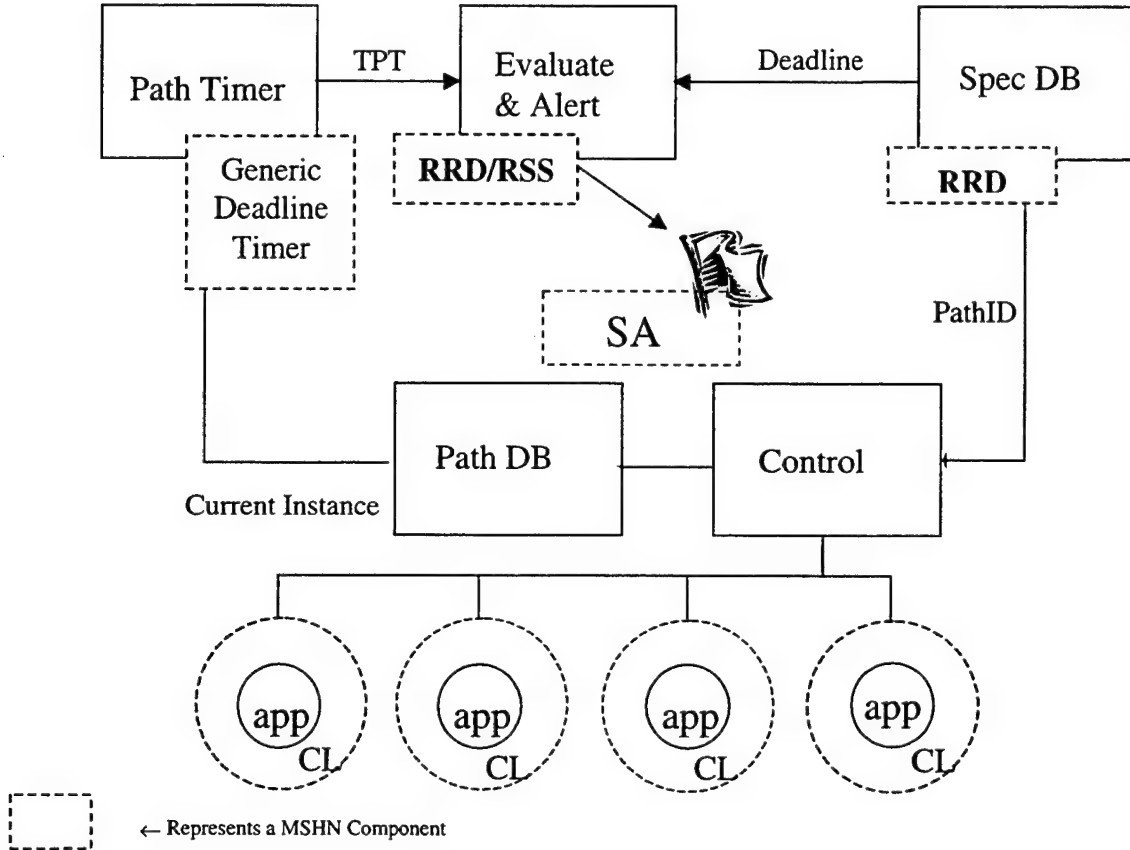 TPT
Deadline
Path Timer
Evaluate
& Alert
Spec DB
Generic
Deadline
Timer
RRD/RSS
RRD
SA
PathID
Path DB
Control
Current Instance
app
CL
app
CL
app
CL
app
CL
← Represents a MSHN Component